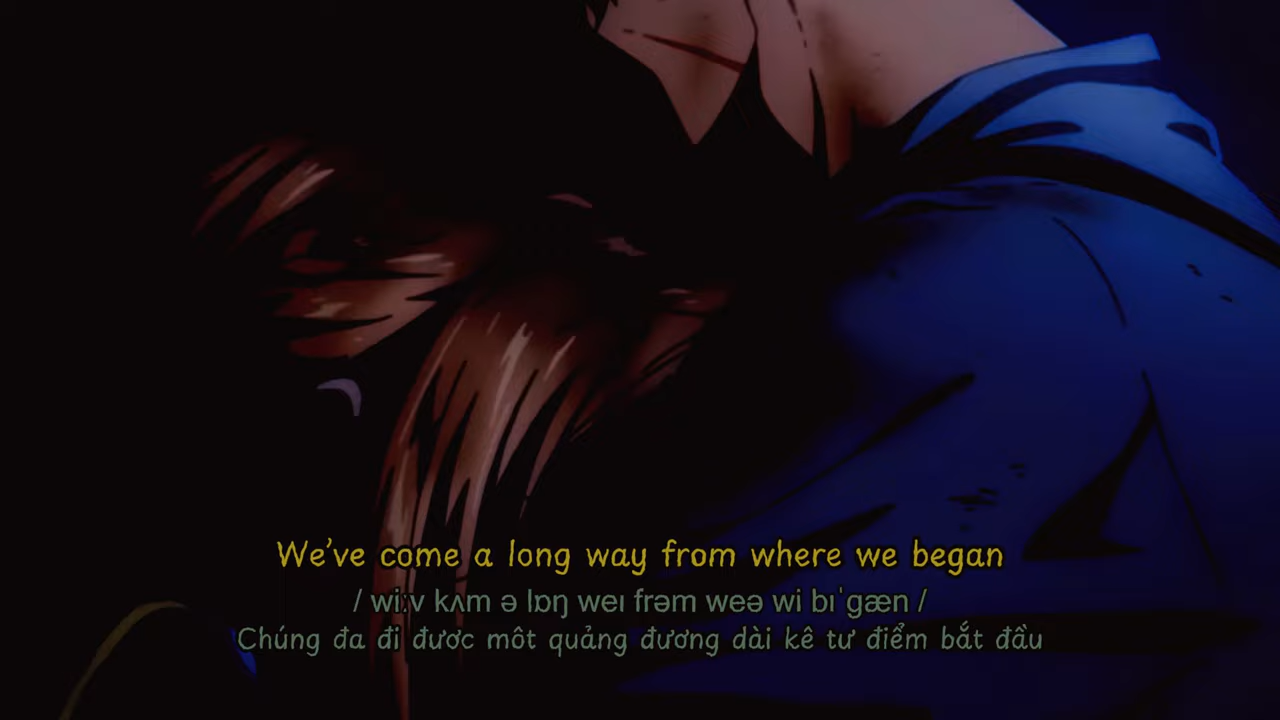 We’ve come a long way from where we began
/ wiːv kʌm ə lɒŋ weɪ frəm weə wi bɪˈɡæn /
Chúng đa đi đươc môt quảng đương dài kê tư điểm bắt đầu